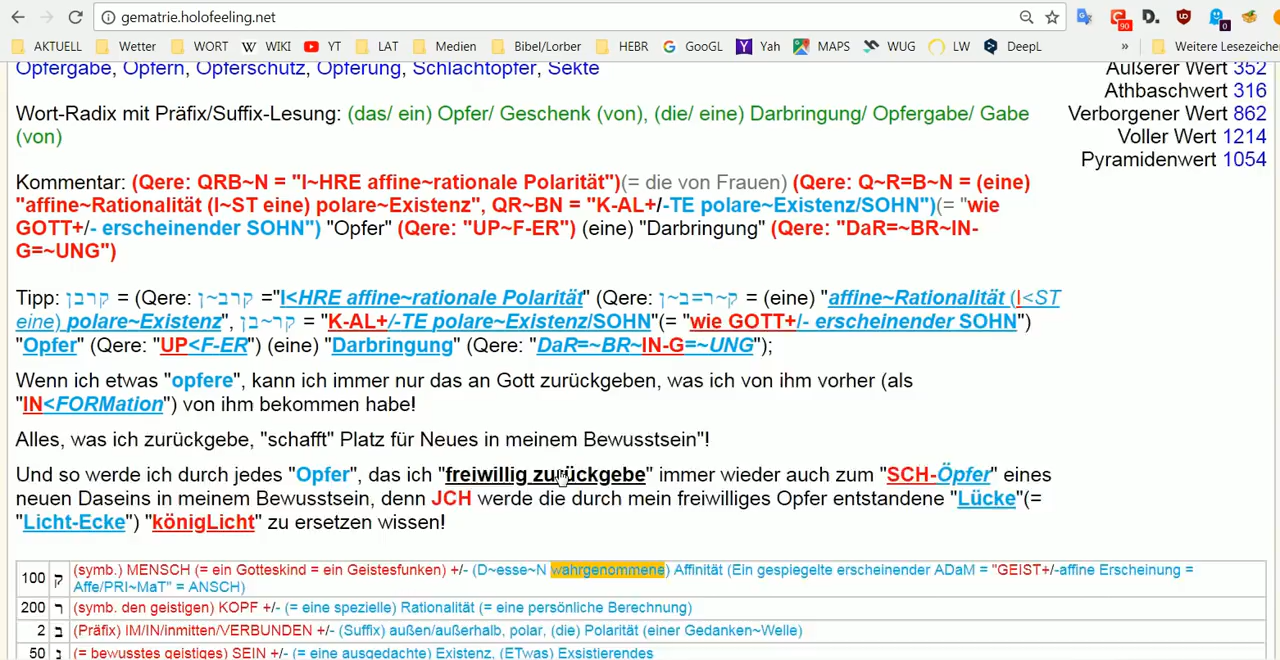 gematrie.holofeeling.net
90
0
AKTUELL Wetter WORT WIKI YT LAT Medien Bibel/Lorber HEBR GooGL Yah MAPS WUG LW DeepL » Weitere Lesezeichen
Opfergabe, Opfern, Opferschutz, Opferung, Schlachtopfer, Sekte
Äußerer Wert 352
Athbaschwert 316
Verborgener Wert 862
Voller Wert 1214
Pyramidenwert 1054
Wort-Radix mit Präfix/Suffix-Lesung: (das/ ein) Opfer/ Geschenk (von), (die/ eine) Darbringung/ Opfergabe/ Gabe
(von)
Kommentar: (Qere: QRB~N = "I~HRE affine~rationale Polarität")(= die von Frauen) (Qere: Q~R=B~N = (eine)
"affine~Rationalität (I~ST eine) polare~Existenz", QR~BN = "K-AL+/-TE polare~Existenz/SOHN")(= "wie
GOTT+/- erscheinender SOHN") "Opfer" (Qere: "UP~F-ER") (eine) "Darbringung" (Qere: "DaR=~BR~IN-
G=~UNG")
Tipp: קרבן = (Qere: קרב~ן ="I<HRE affine~rationale Polarität" (Qere: ק~ר=ב~ן = (eine) "affine~Rationalität (I<ST
eine) polare~Existenz", קר~בן = "K-AL+/-TE polare~Existenz/SOHN"(= "wie GOTT+/- erscheinender SOHN")
"Opfer" (Qere: "UP<F-ER") (eine) "Darbringung" (Qere: "DaR=~BR~IN-G=~UNG");
Wenn ich etwas "opfere", kann ich immer nur das an Gott zurückgeben, was ich von ihm vorher (als
"IN<FORMation") von ihm bekommen habe!
Alles, was ich zurückgebe, "schafft" Platz für Neues in meinem Bewusstsein"!
Und so werde ich durch jedes "Opfer", das ich "freiwillig zurückgebe" immer wieder auch zum "SCH-Öpfer" eines
neuen Daseins in meinem Bewusstsein, denn JCH werde die durch mein freiwilliges Opfer entstandene "Lücke"(=
"Licht-Ecke") "königLicht" zu ersetzen wissen!
100 ק (symb.) MENSCH (= ein Gotteskind = ein Geistesfunken) +/- (D~esse~N wahrgenommene) Affinität (Ein gespiegelte erscheinender ADaM = "GEIST+/-affine Erscheinung =
Affe/PRI~MaT" = ANSCH)
200 ר (symb. den geistigen) KOPF +/- (= eine spezielle) Rationalität (= eine persönliche Berechnung)
2 ב (Präfix) IM/IN/inmitten/VERBUNDEN +/- (Suffix) außen/außerhalb, polar, (die) Polarität (einer Gedanken~Welle)
50 נ (= bewusstes geistiges) SEIN +/- (= eine ausgedachte) Existenz, (ETwas) Exsistierendes